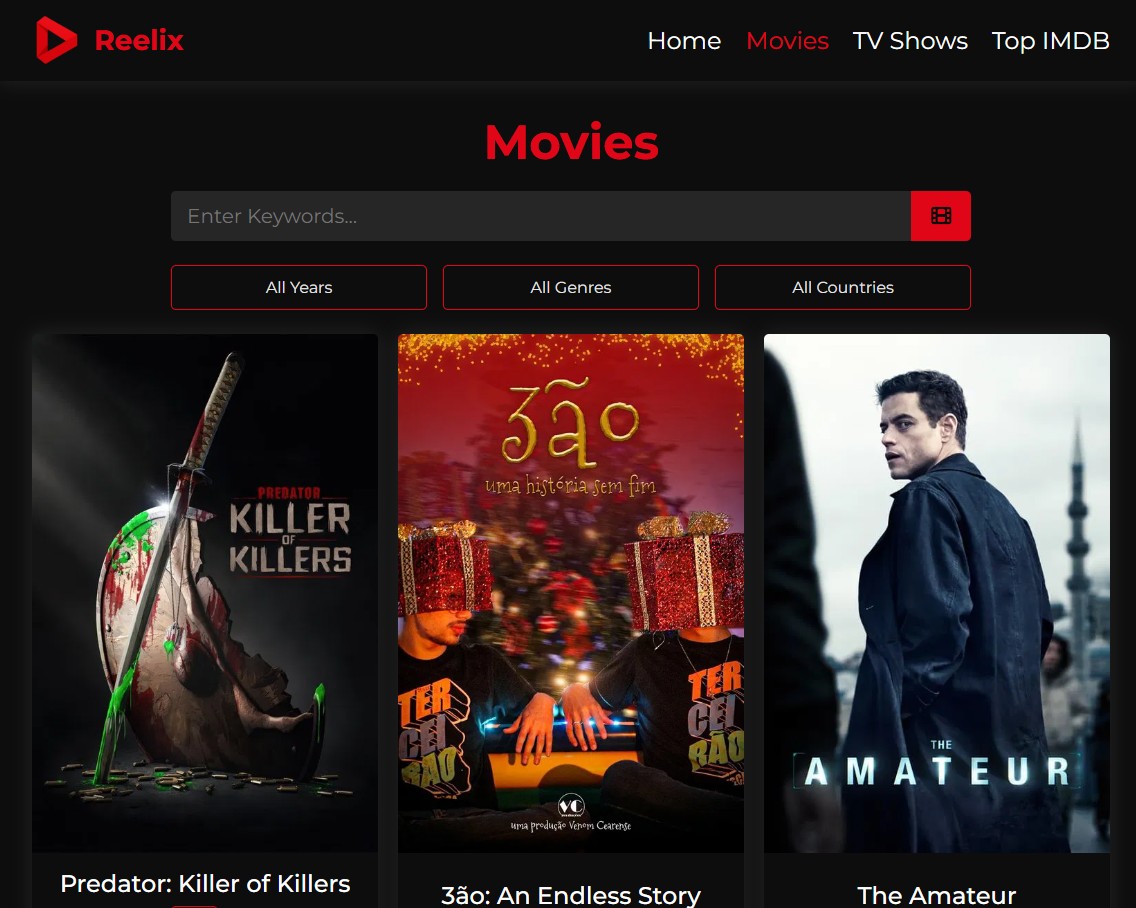 Reelix
Home Movies TV Shows Top IMDB
Movies
Enter Keywords...
All Years All Genres All Countries
PREDATOR
KILLER
OF
KILLERS
3ão
uma história sem fim
TER
CEI
RÃO
TER
CEI
RÃO
VC
uma produção Venom Cearense
THE
AMATEUR
Predator: Killer of Killers
3ão: An Endless Story
The Amateur